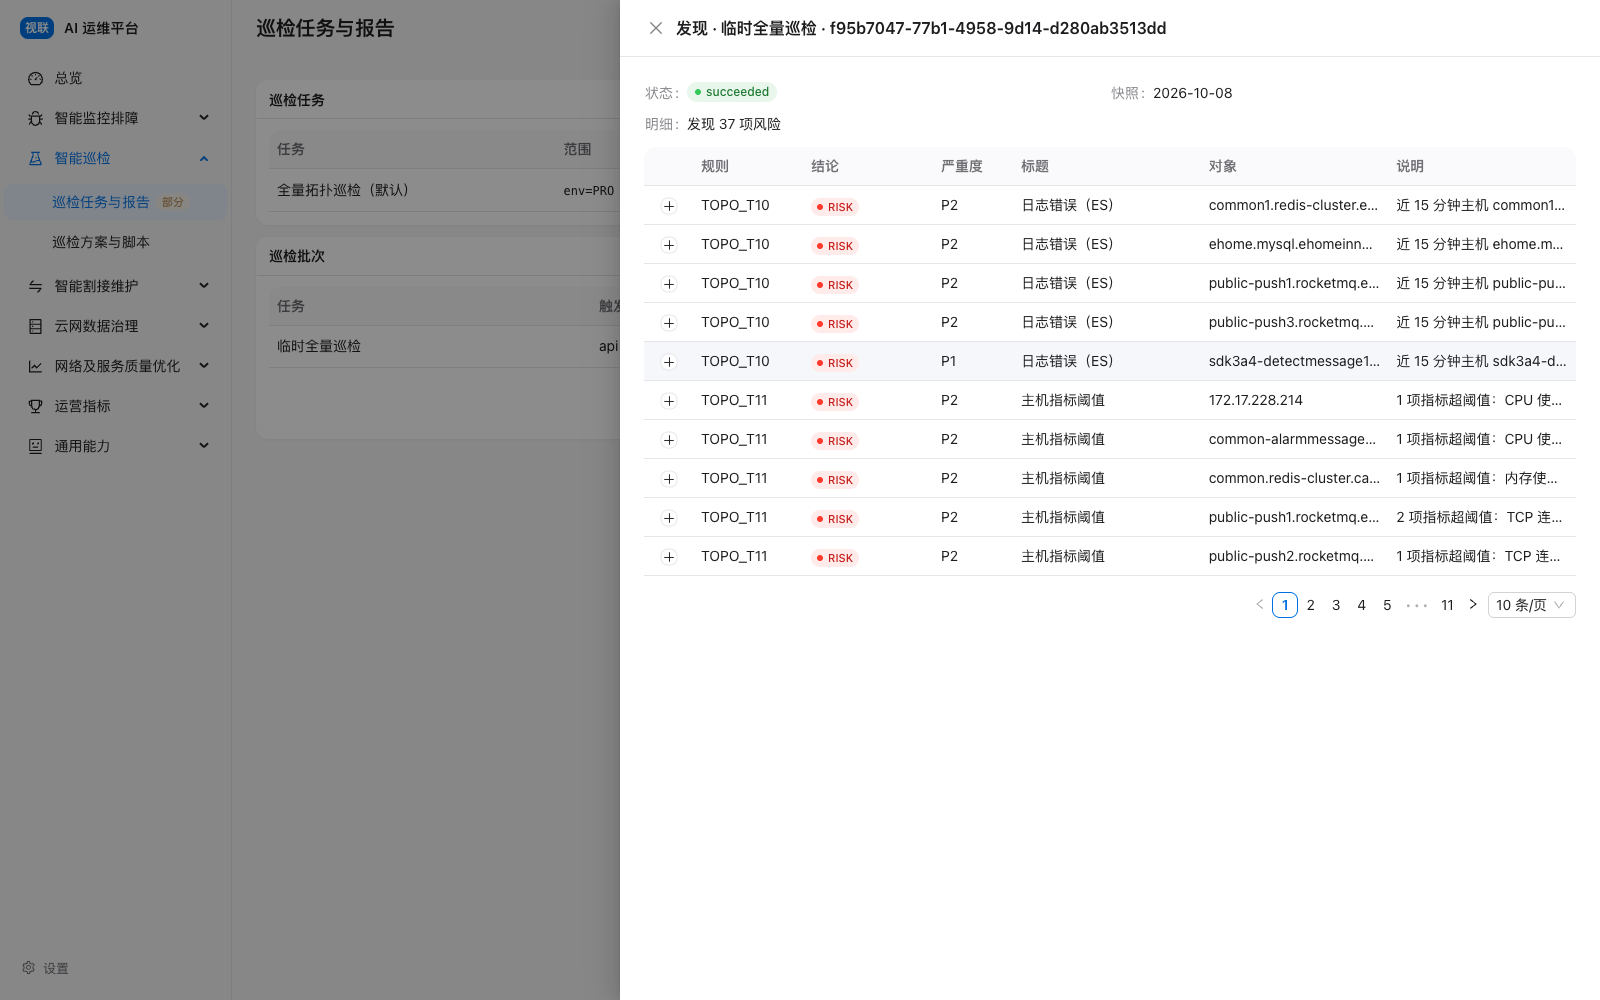 视联 AI 运维平台
总览
智能监控排障
智能巡检
巡检任务与报告 部分
巡检方案与脚本
智能割接维护
云网数据治理
网络及服务质量优化
运营指标
通用能力
设置
巡检任务与报告
巡检任务
任务 范围
全量拓扑巡检（默认） env=PRO
巡检批次
任务 触发
临时全量巡检 api
发现 · 临时全量巡检 · f95b7047-77b1-4958-9d14-d280ab3513dd
状态： succeeded 快照： 2026-10-08
明细： 发现 37 项风险
规则 结论 严重度 标题 对象 说明
TOPO_T10 RISK P2 日志错误（ES） common1.redis-cluster.e... 近 15 分钟主机 common1...
TOPO_T10 RISK P2 日志错误（ES） ehome.mysql.ehomeinn... 近 15 分钟主机 ehome.m...
TOPO_T10 RISK P2 日志错误（ES） public-push1.rocketmq.e... 近 15 分钟主机 public-pu...
TOPO_T10 RISK P2 日志错误（ES） public-push3.rocketmq.... 近 15 分钟主机 public-pu...
TOPO_T10 RISK P1 日志错误（ES） sdk3a4-detectmessage1... 近 15 分钟主机 sdk3a4-d...
TOPO_T11 RISK P2 主机指标阈值 172.17.228.214 1 项指标超阈值：CPU 使...
TOPO_T11 RISK P2 主机指标阈值 common-alarmmessage... 1 项指标超阈值：CPU 使...
TOPO_T11 RISK P2 主机指标阈值 common.redis-cluster.ca... 1 项指标超阈值：内存使...
TOPO_T11 RISK P2 主机指标阈值 public-push1.rocketmq.e... 2 项指标超阈值：TCP 连...
TOPO_T11 RISK P2 主机指标阈值 public-push2.rocketmq.... 1 项指标超阈值：TCP 连...
1 2 3 4 5 ••• 11 10 条/页